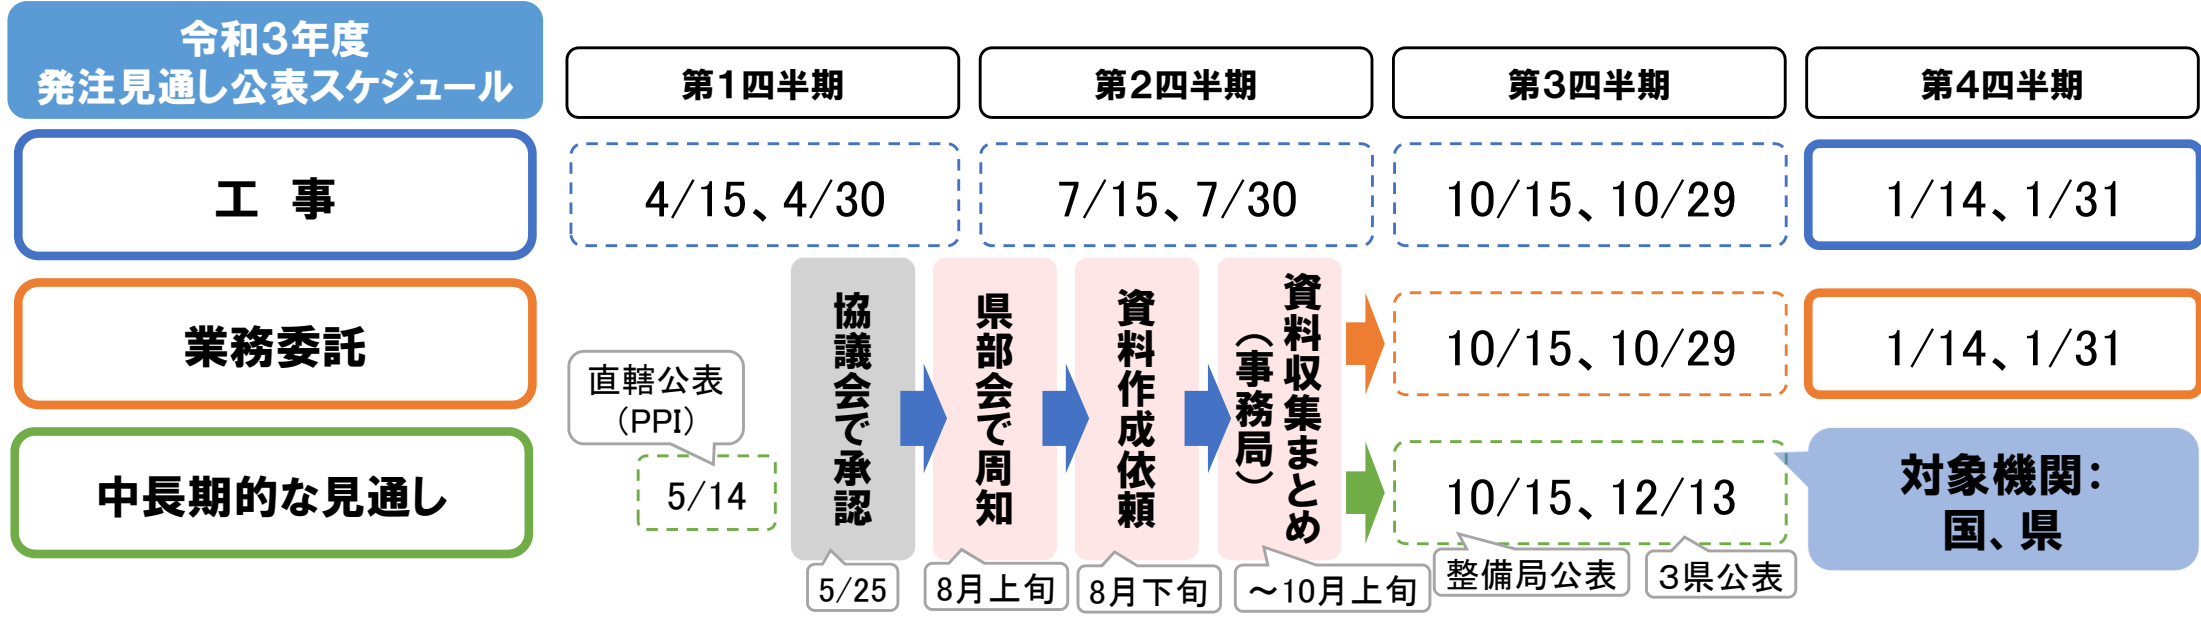 令和3年度
発注見通し公表スケジュール
第1四半期
第2四半期
第3四半期
第4四半期
工 事
4/15、4/30
7/15、7/30
10/15、10/29
1/14、1/31
業務委託
10/15、10/29
1/14、1/31
中長期的な見通し
直轄公表
(PPI)
5/14
協議会で承認
5/25
県部会で周知
8月上旬
資料作成依頼
8月下旬
資料収集まとめ
(事務局)
～10月上旬
10/15、12/13
整備局公表
3県公表
対象機関:
国、県